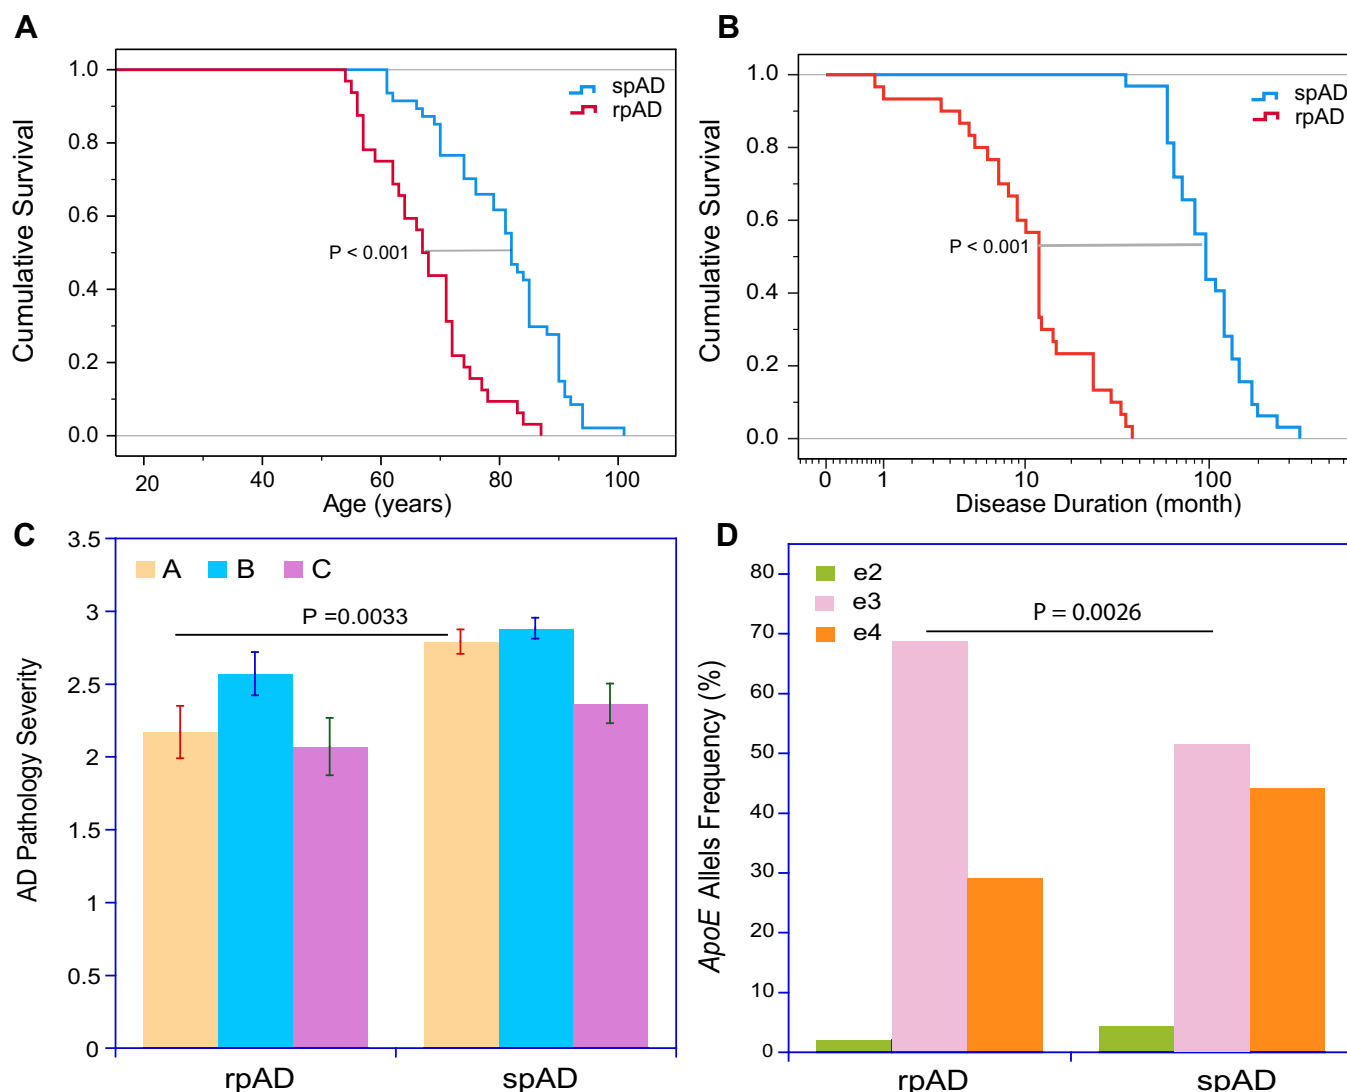 A
Cumulative Survival
1.0
0.8
0.6
0.4
0.2
0.0
spAD
rpAD
P < 0.001
20 40 60 80 100
Age (years)
B
Cumulative Survival
1.0
0.8
0.6
0.4
0.2
0.0
spAD
rpAD
P < 0.001
0 1 10 100
Disease Duration (month)
C
AD Pathology Severity
3.5
3
2.5
2
1.5
1
0.5
0
A B C
P =0.0033
rpAD spAD
D
ApoE Allels Frequency (%)
80
70
60
50
40
30
20
10
0
e2
e3
e4
P = 0.0026
rpAD spAD